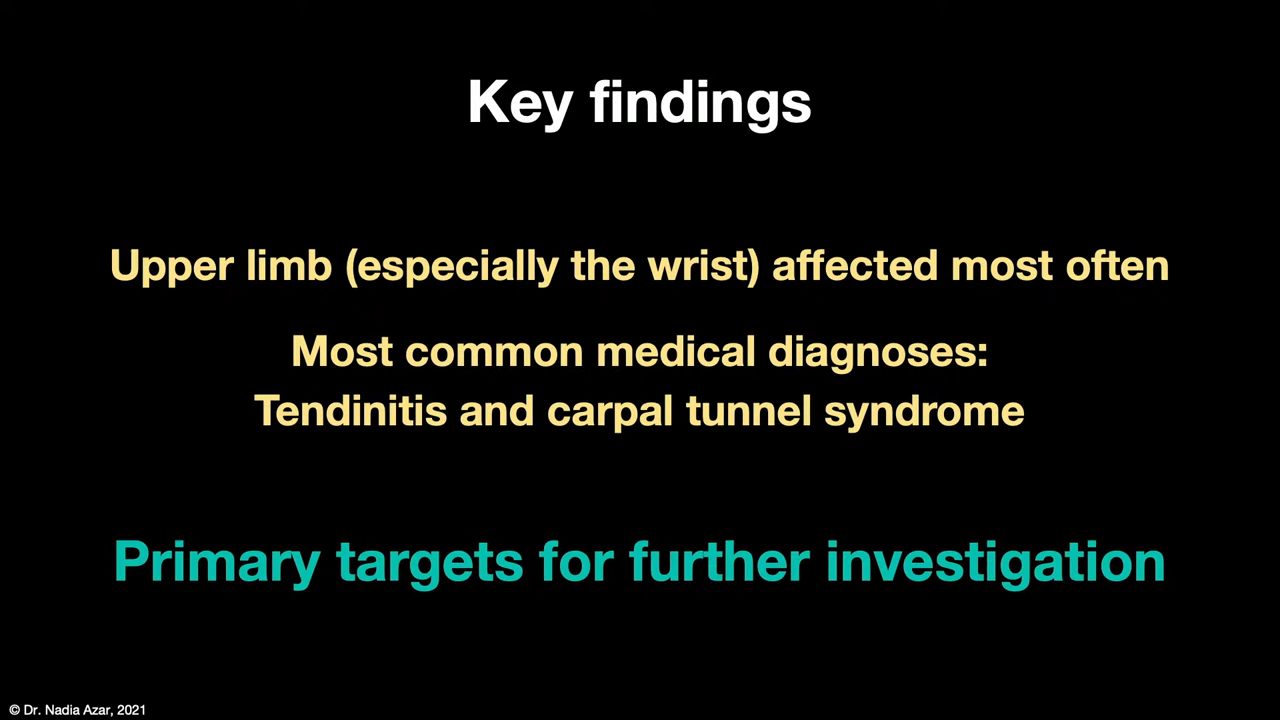 Key findings
Upper limb (especially the wrist) affected most often
Most common medical diagnoses:
Tendinitis and carpal tunnel syndrome
Primary targets for further investigation
© Dr. Nadia Azar, 2021